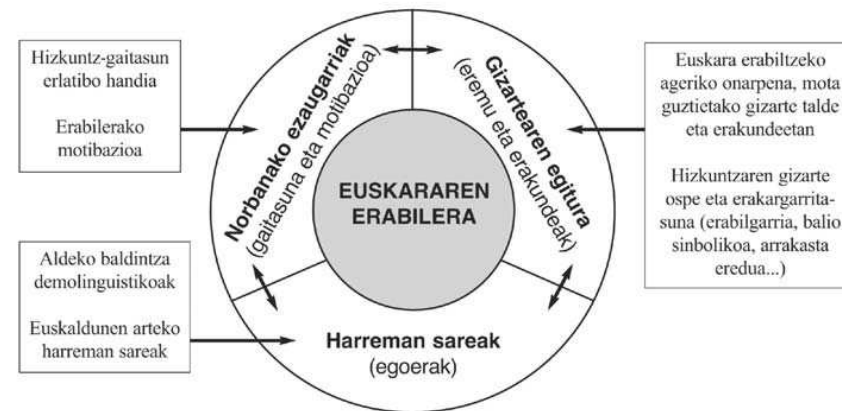 Hizkuntz-gaitasun
erlatibo handia
Erabilerako
motibazioa
Aldeko baldintza
demolinguistikoak
Euskaldunen arteko
harreman sareak
Norbanako ezaugarriak
(gaitasuna eta motibazioa)
Gizartearen egitura
(eremu eta erakundeak)
EUSKARAREN
ERABILERA
Harreman sareak
(egoerak)
Euskara erabiltzeko
ageriko onarpena, mota
guztietako gizarte talde
eta erakundeetan
Hizkuntzaren gizarte
ospe eta erakargarrita-
suna (erabilgarria, balio
sinbolikoa, arrakasta
eredua...)